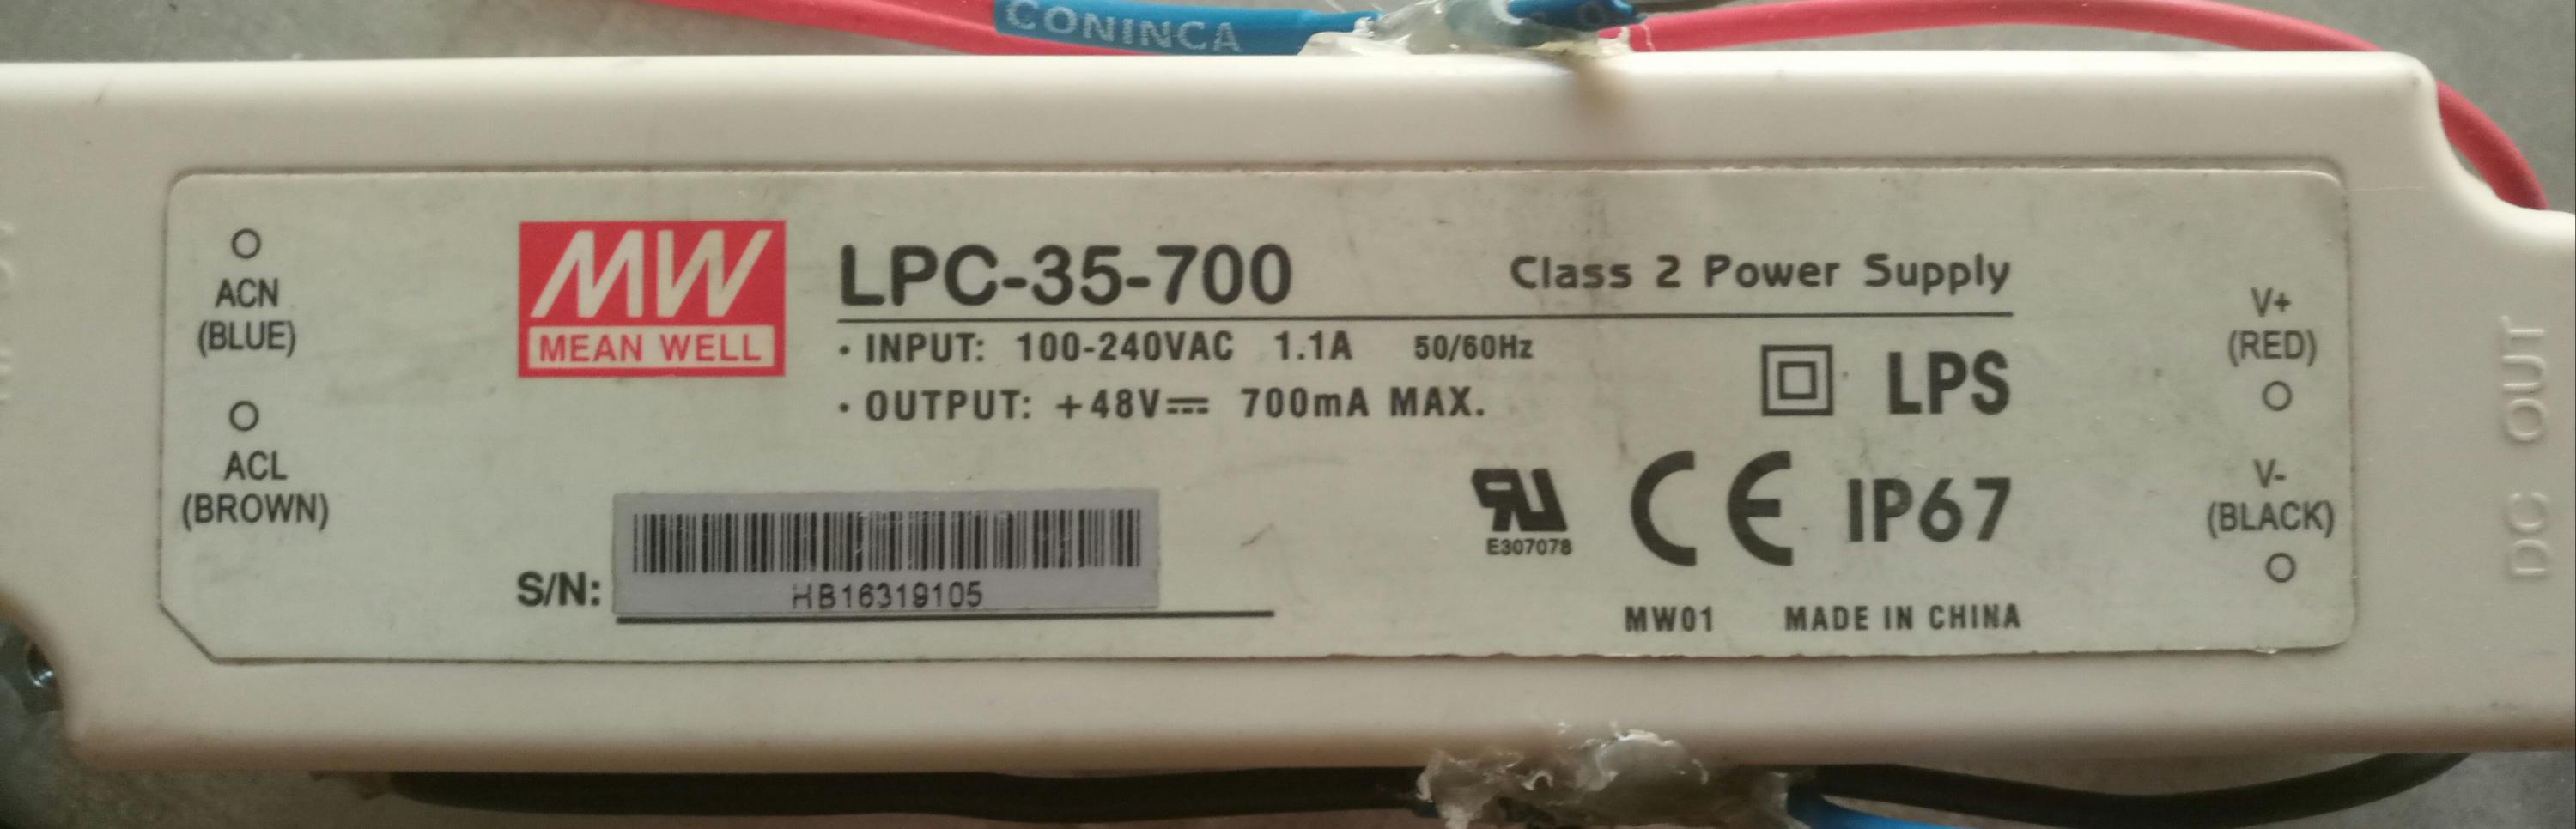 CONINCA
ACN
(BLUE)
ACL
(BROWN)
MW
MEAN WELL
LPC-35-700
Class 2 Power Supply
• INPUT: 100-240VAC 1.1A 50/60Hz
• OUTPUT: +48V⎓ 700mA MAX.
LPS
E307078
CE IP67
S/N:
HB16319105
MW01 MADE IN CHINA
V+
(RED)
V-
(BLACK)
DC OUT